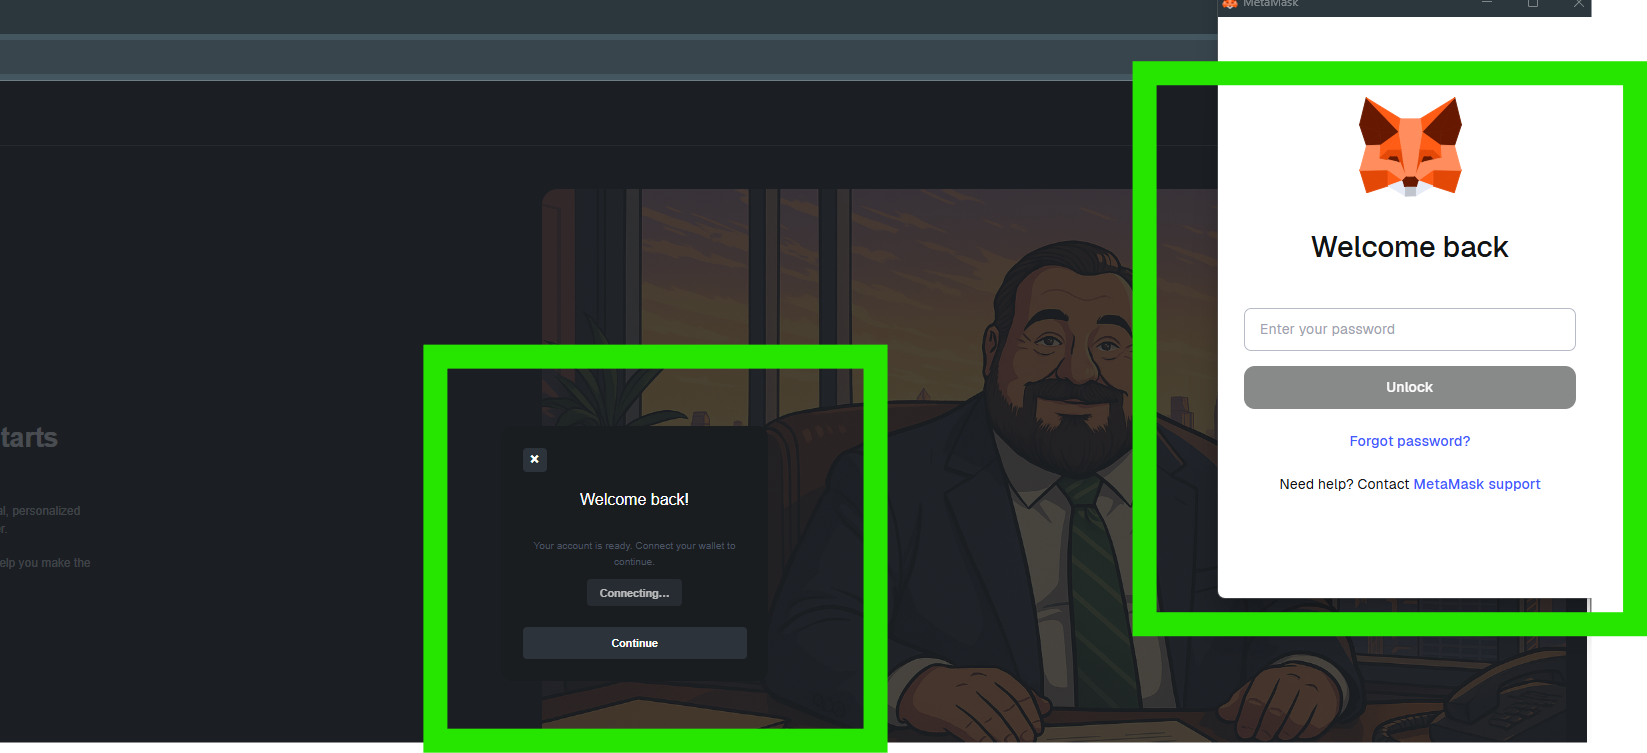 MetaMask
tarts
al, personalized
r.
elp you make the
Welcome back!
Your account is ready. Connect your wallet to
continue.
Connecting...
Continue
Welcome back
Enter your password
Unlock
Forgot password?
Need help? Contact MetaMask support